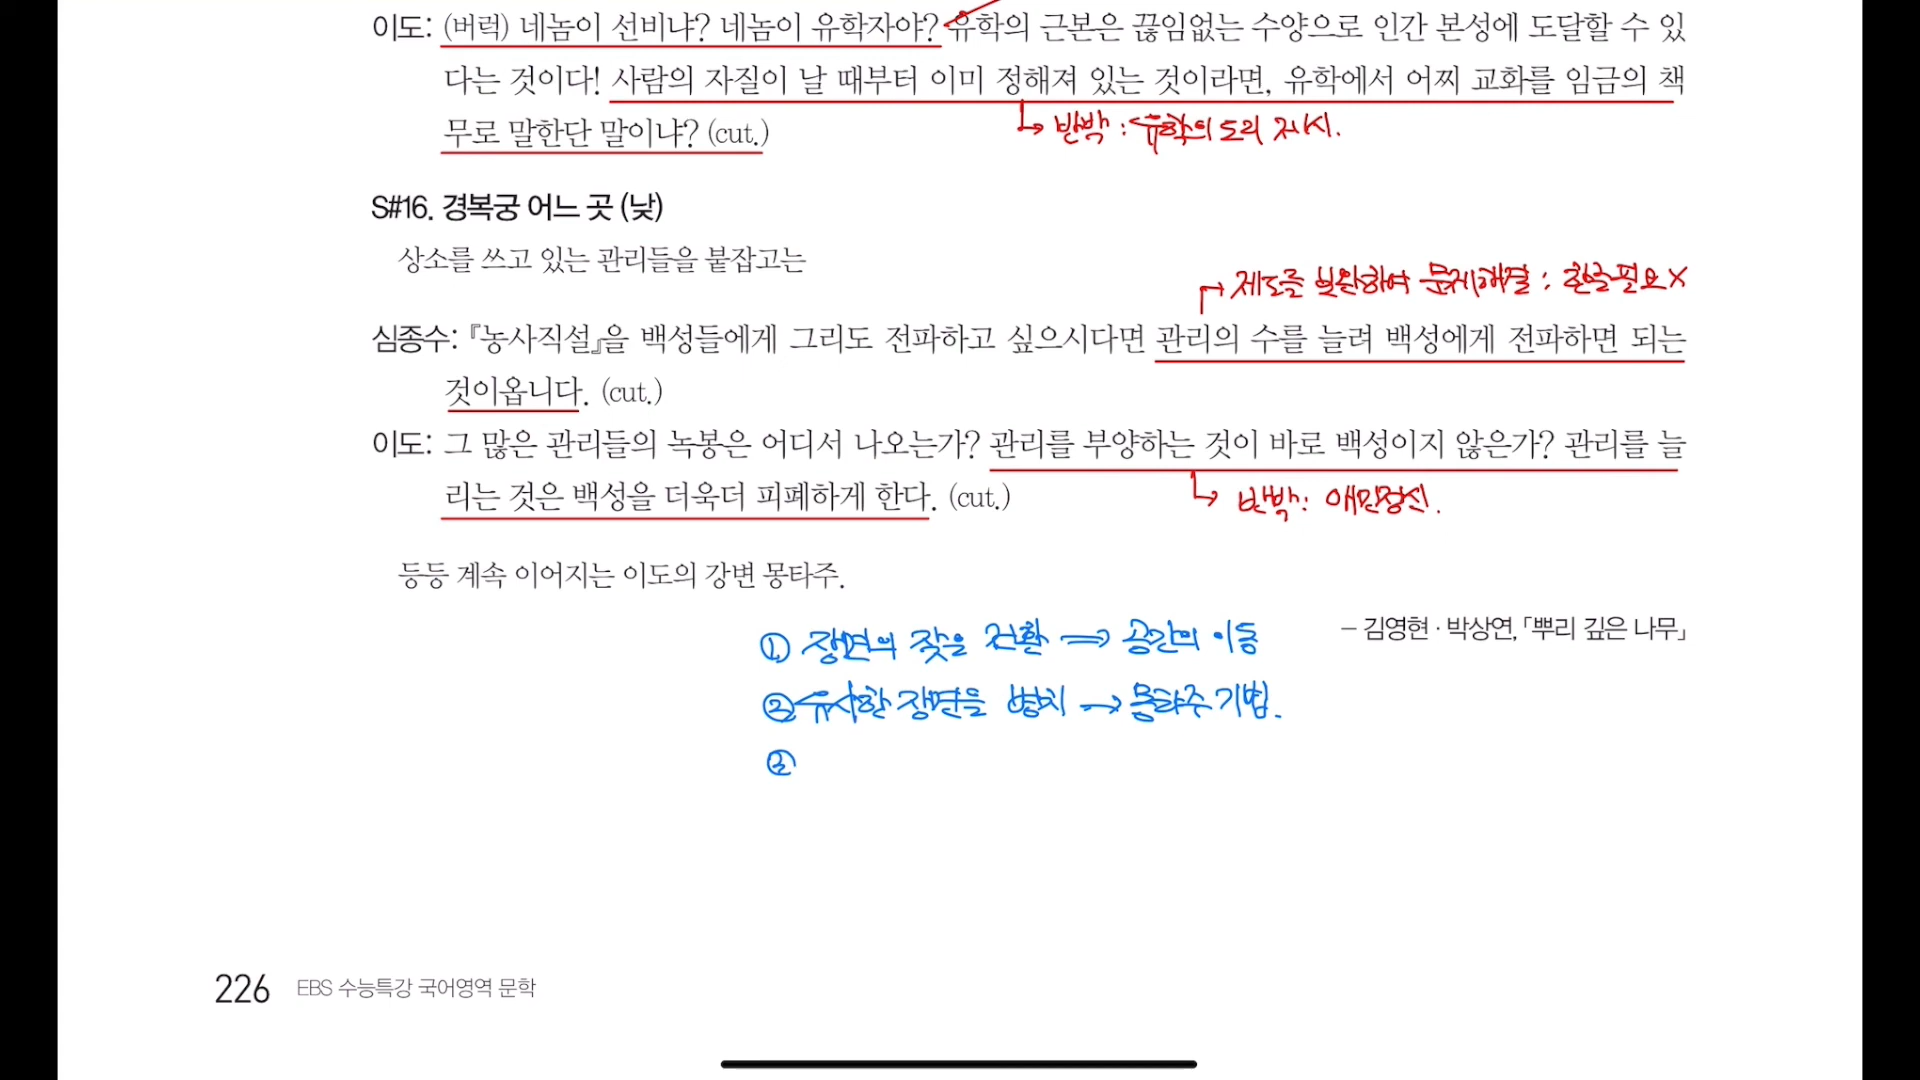 이도: (버럭) 네놈이 선비냐? 네놈이 유학자야? 유학의 근본은 끊임없는 수양으로 인간 본성에 도달할 수 있
다는 것이다! 사람의 자질이 날 때부터 이미 정해져 있는 것이라면, 유학에서 어찌 교화를 임금의 책
무로 말한단 말이냐? (cut.)
반박 : 유학의 도리 제시.
S#16. 경복궁 어느 곳 (낮)
상소를 쓰고 있는 관리들을 붙잡고는
제도를 보완하여 문제해결 : 한글필요 X
심종수: 『농사직설』을 백성들에게 그리도 전파하고 싶으시다면 관리의 수를 늘려 백성에게 전파하면 되는
것이옵니다. (cut.)
이도: 그 많은 관리들의 녹봉은 어디서 나오는가? 관리를 부양하는 것이 바로 백성이지 않은가? 관리를 늘
리는 것은 백성을 더욱더 피폐하게 한다. (cut.)
반박 : 애민정신.
등등 계속 이어지는 이도의 강변 몽타주.
– 김영현 · 박상연, 「뿌리 깊은 나무」
① 장면의 잦은 전환 ⇒ 공간의 이동
② 유사한 장면들 병치 → 몽타주 기법.
③
226 EBS 수능특강 국어영역 문학